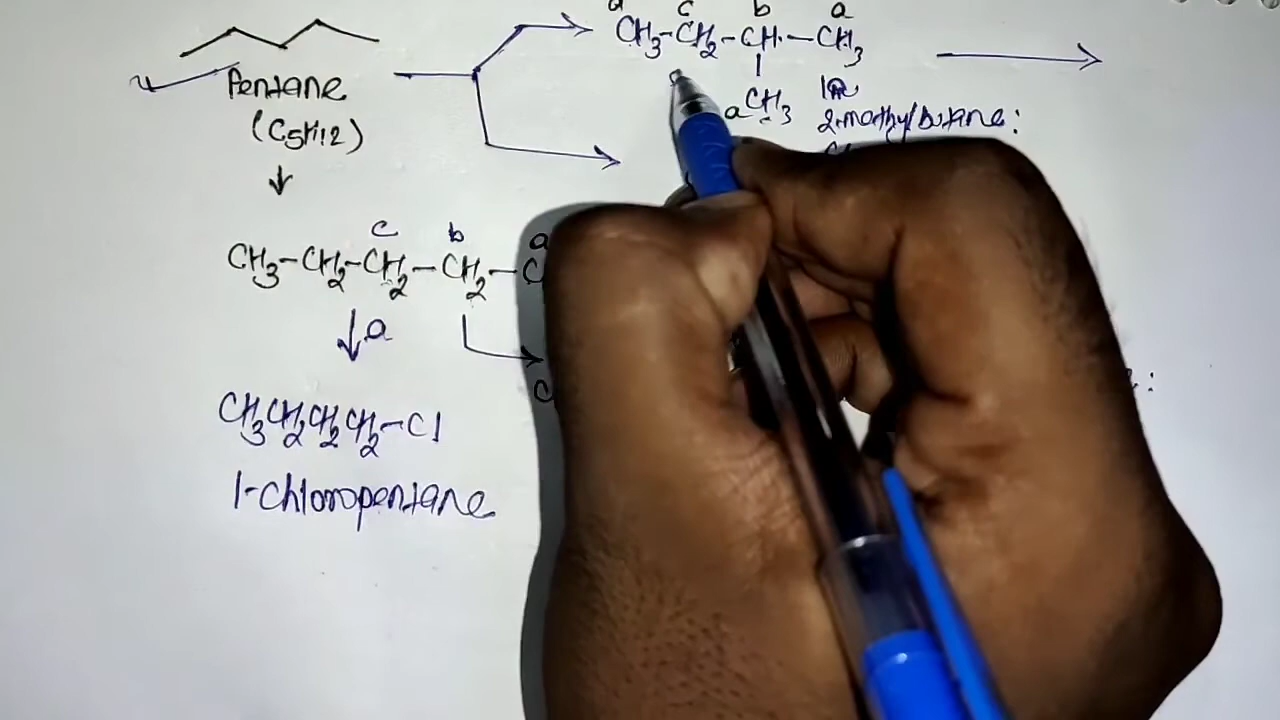 d c b a
CH3-CH2-CH-CH3
|
a CH3
2-methylbutane:
Pentane
(C5H12)
c b a
CH3-CH2-CH2-CH2-C
a
CH3CH2CH2CH2-Cl
1-chloropentane